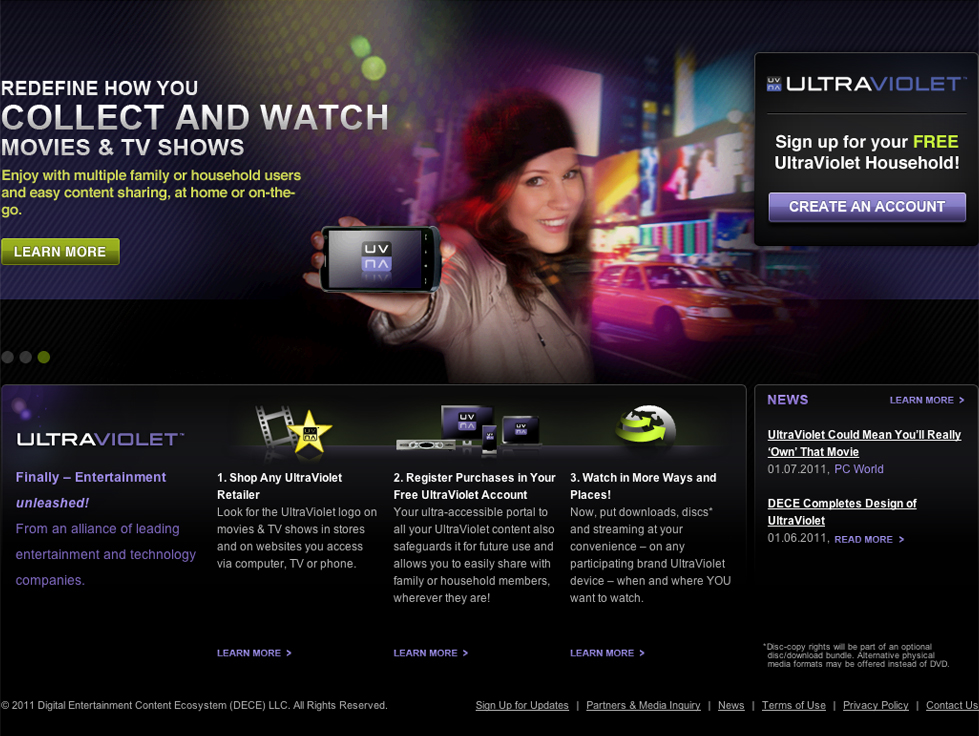 REDEFINE HOW YOU
COLLECT AND WATCH
MOVIES & TV SHOWS
Enjoy with multiple family or household users
and easy content sharing, at home or on-the-
go.
LEARN MORE
UV
ULTRAVIOLET™
Sign up for your FREE
UltraViolet Household!
CREATE AN ACCOUNT
ULTRAVIOLET™
Finally – Entertainment
unleashed!
From an alliance of leading
entertainment and technology
companies.
1. Shop Any UltraViolet
Retailer
Look for the UltraViolet logo on
movies & TV shows in stores
and on websites you access
via computer, TV or phone.
LEARN MORE >
2. Register Purchases in Your
Free UltraViolet Account
Your ultra-accessible portal to
all your UltraViolet content also
safeguards it for future use and
allows you to easily share with
family or household members,
wherever they are!
LEARN MORE >
3. Watch in More Ways and
Places!
Now, put downloads, discs*
and streaming at your
convenience – on any
participating brand UltraViolet
device – when and where YOU
want to watch.
LEARN MORE >
NEWS LEARN MORE >
UltraViolet Could Mean You'll Really
‘Own’ That Movie
01.07.2011, PC World
DECE Completes Design of
UltraViolet
01.06.2011, READ MORE >
*Disc-copy rights will be part of an optional
disc/download bundle. Alternative physical
media formats may be offered instead of DVD.
© 2011 Digital Entertainment Content Ecosystem (DECE) LLC. All Rights Reserved.
Sign Up for Updates | Partners & Media Inquiry | News | Terms of Use | Privacy Policy | Contact Us